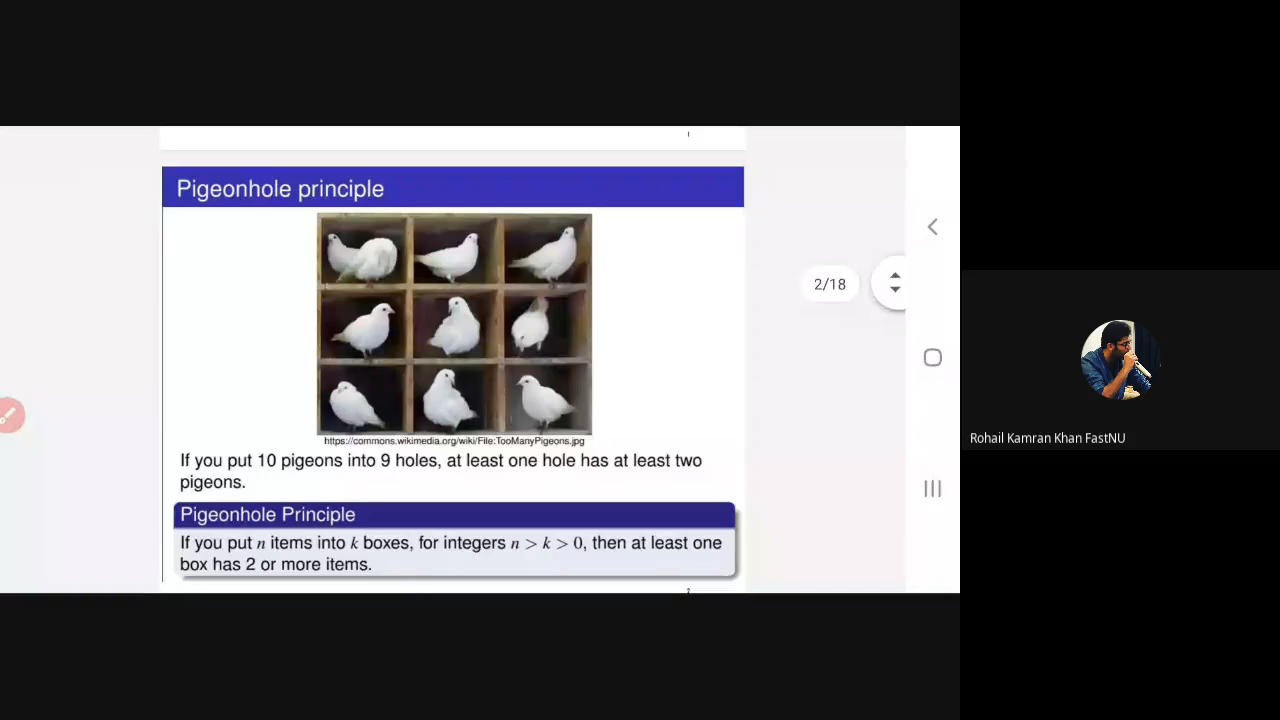 1
Pigeonhole principle
2/18
https://commons.wikimedia.org/wiki/File:TooManyPigeons.jpg
If you put 10 pigeons into 9 holes, at least one hole has at least two
pigeons.
Pigeonhole Principle
If you put n items into k boxes, for integers n > k > 0, then at least one
box has 2 or more items.
Rohail Kamran Khan FastNU